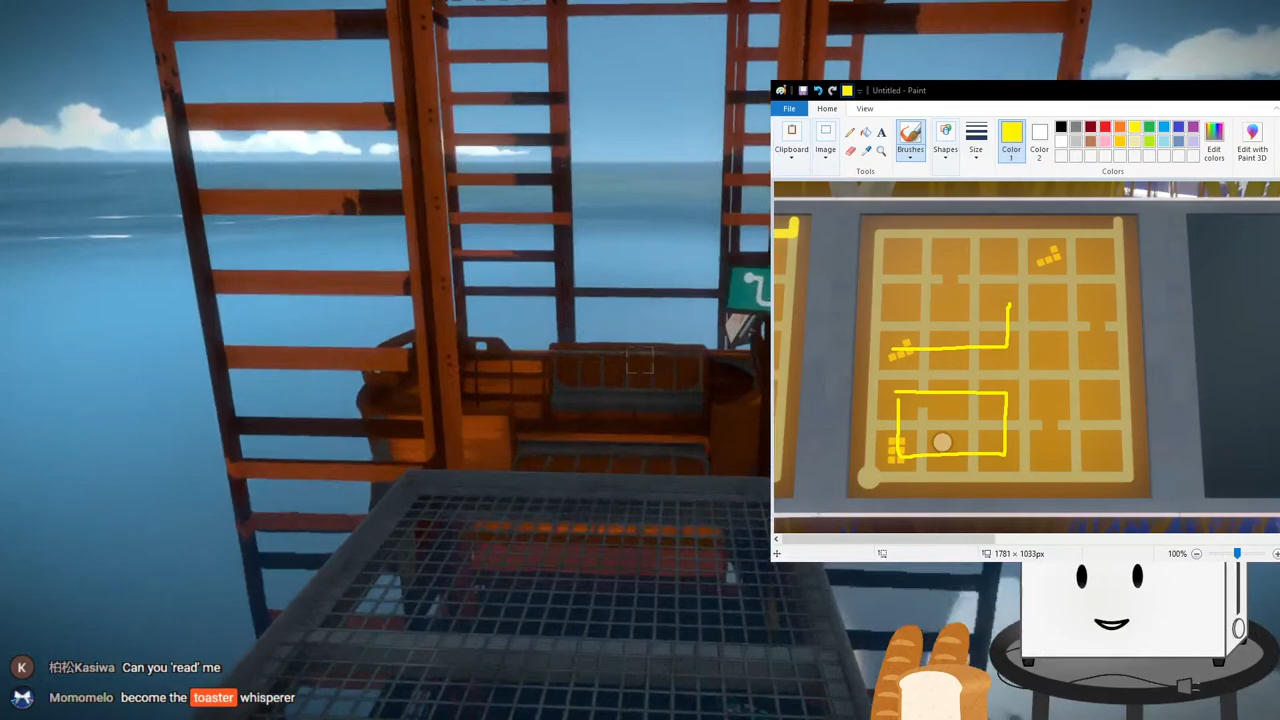 Untitled - Paint
File Home View
Clipboard Image Tools Brushes Shapes Size Color 1 Color 2 Colors Edit colors Edit with Paint 3D
1781 × 1033px 100%
K 柏松Kasiwa Can you 'read' me
Momomelo become the toaster whisperer